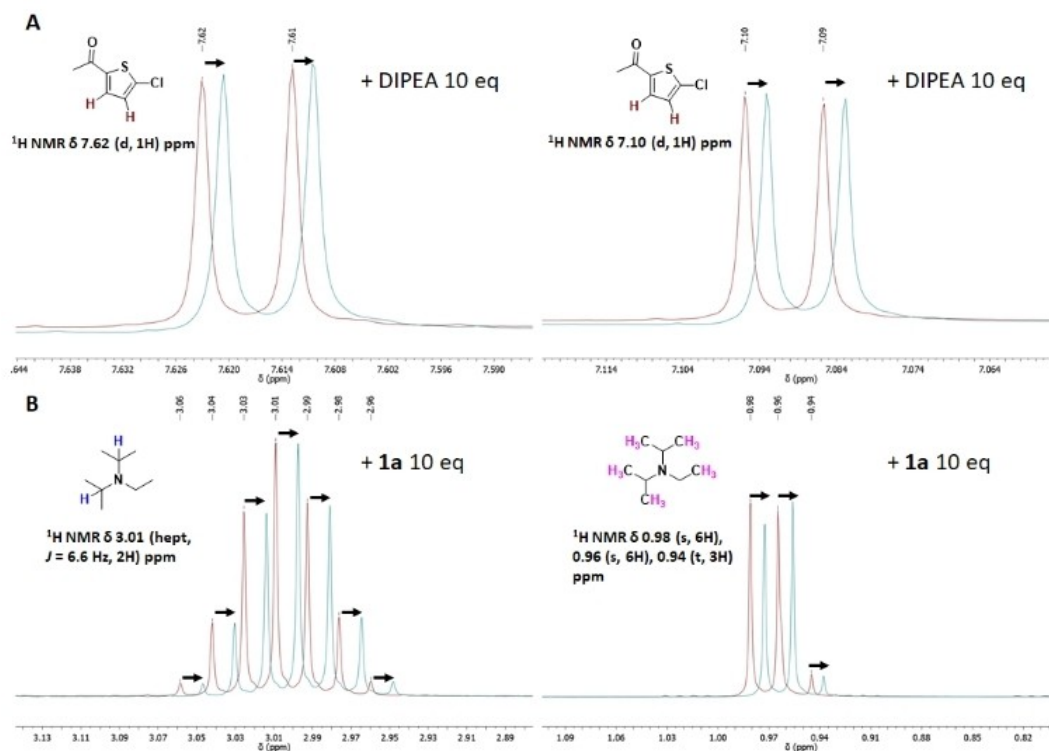 A
7.62
7.61
O
S
Cl
H
H
+ DIPEA 10 eq
¹H NMR δ 7.62 (d, 1H) ppm
.644 7.638 7.632 7.626 7.620 7.614 7.608 7.602 7.596 7.590
δ (ppm)
7.10
7.09
O
S
Cl
H
H
+ DIPEA 10 eq
¹H NMR δ 7.10 (d, 1H) ppm
7.114 7.104 7.094 7.084 7.074 7.064
δ (ppm)
B
3.06
3.04
3.03
3.01
2.99
2.98
2.96
H
N
H
+ 1a 10 eq
¹H NMR δ 3.01 (hept,
J = 6.6 Hz, 2H) ppm
3.13 3.11 3.09 3.07 3.05 3.03 3.01 2.99 2.97 2.95 2.93 2.91 2.89
δ (ppm)
0.98
0.96
0.94
H₃C
CH₃
H₃C
N
CH₃
CH₃
+ 1a 10 eq
¹H NMR δ 0.98 (s, 6H),
0.96 (s, 6H), 0.94 (t, 3H)
ppm
1.09 1.06 1.03 1.00 0.97 0.94 0.91 0.88 0.85 0.82
δ (ppm)